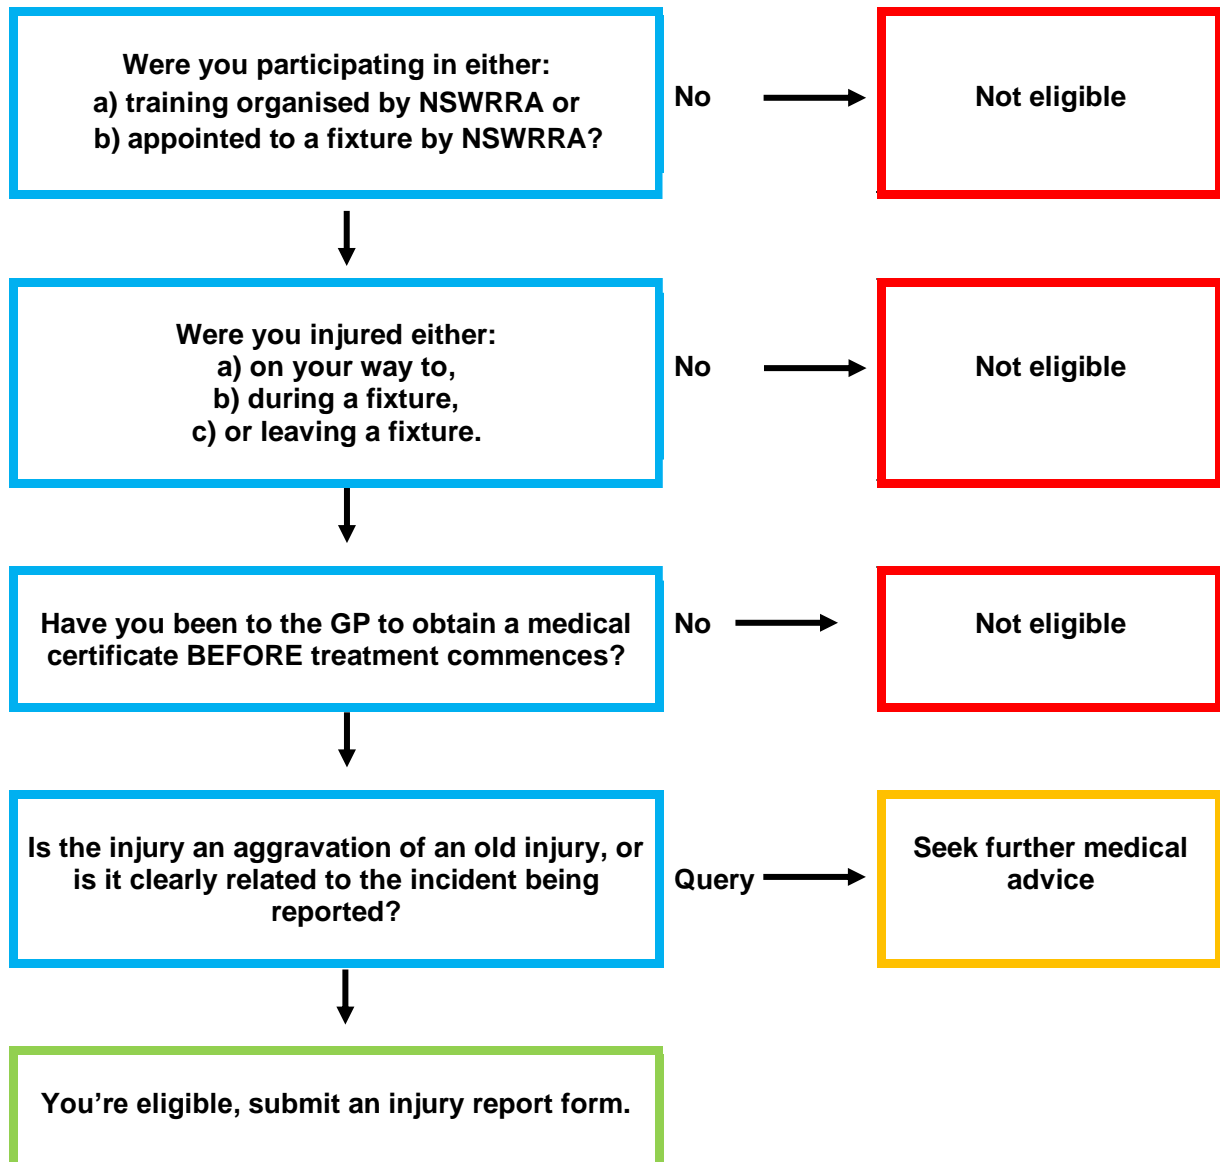 Were you participating in either:
a) training organised by NSWRRA or
b) appointed to a fixture by NSWRRA?
No
Not eligible
Were you injured either:
a) on your way to,
b) during a fixture,
c) or leaving a fixture.
No
Not eligible
Have you been to the GP to obtain a medical
certificate BEFORE treatment commences?
No
Not eligible
Is the injury an aggravation of an old injury, or
is it clearly related to the incident being
reported?
Query
Seek further medical
advice
You’re eligible, submit an injury report form.